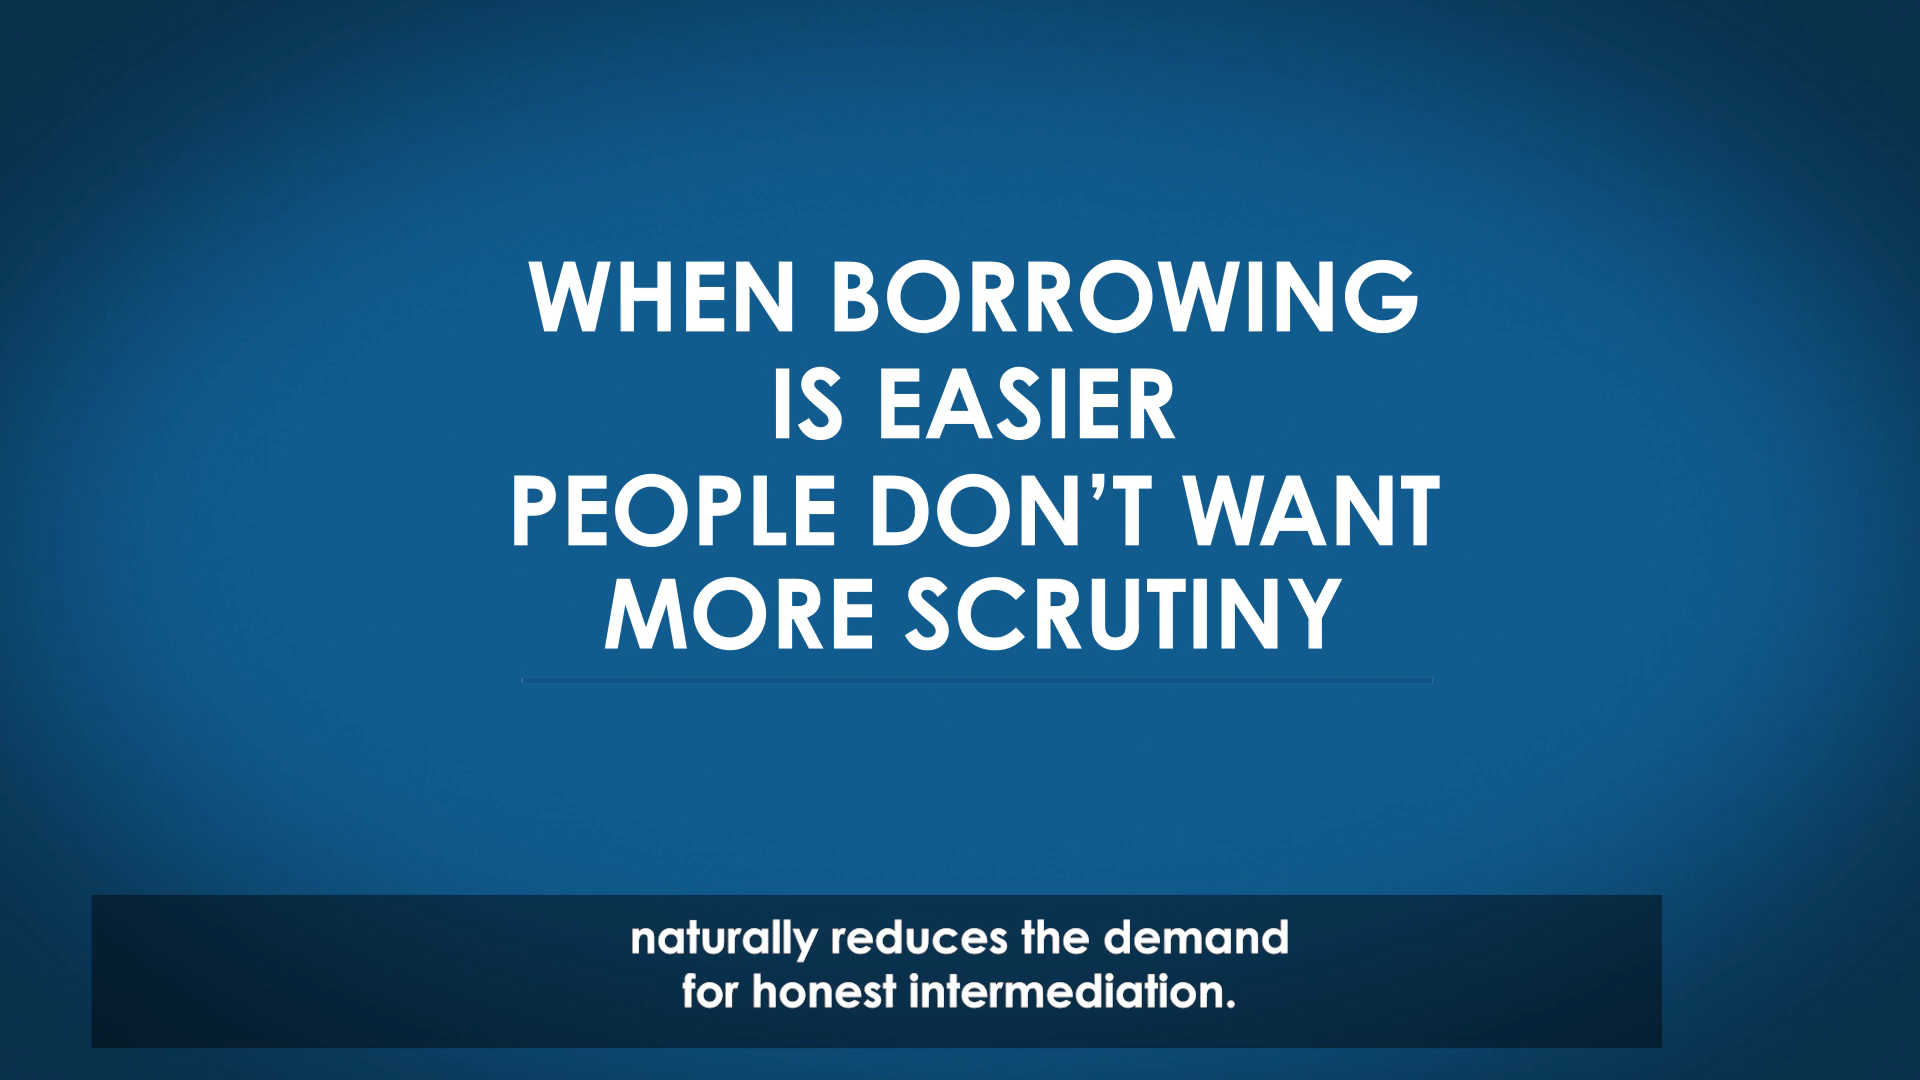 WHEN BORROWING
IS EASIER
PEOPLE DON’T WANT
MORE SCRUTINY
naturally reduces the demand
for honest intermediation.